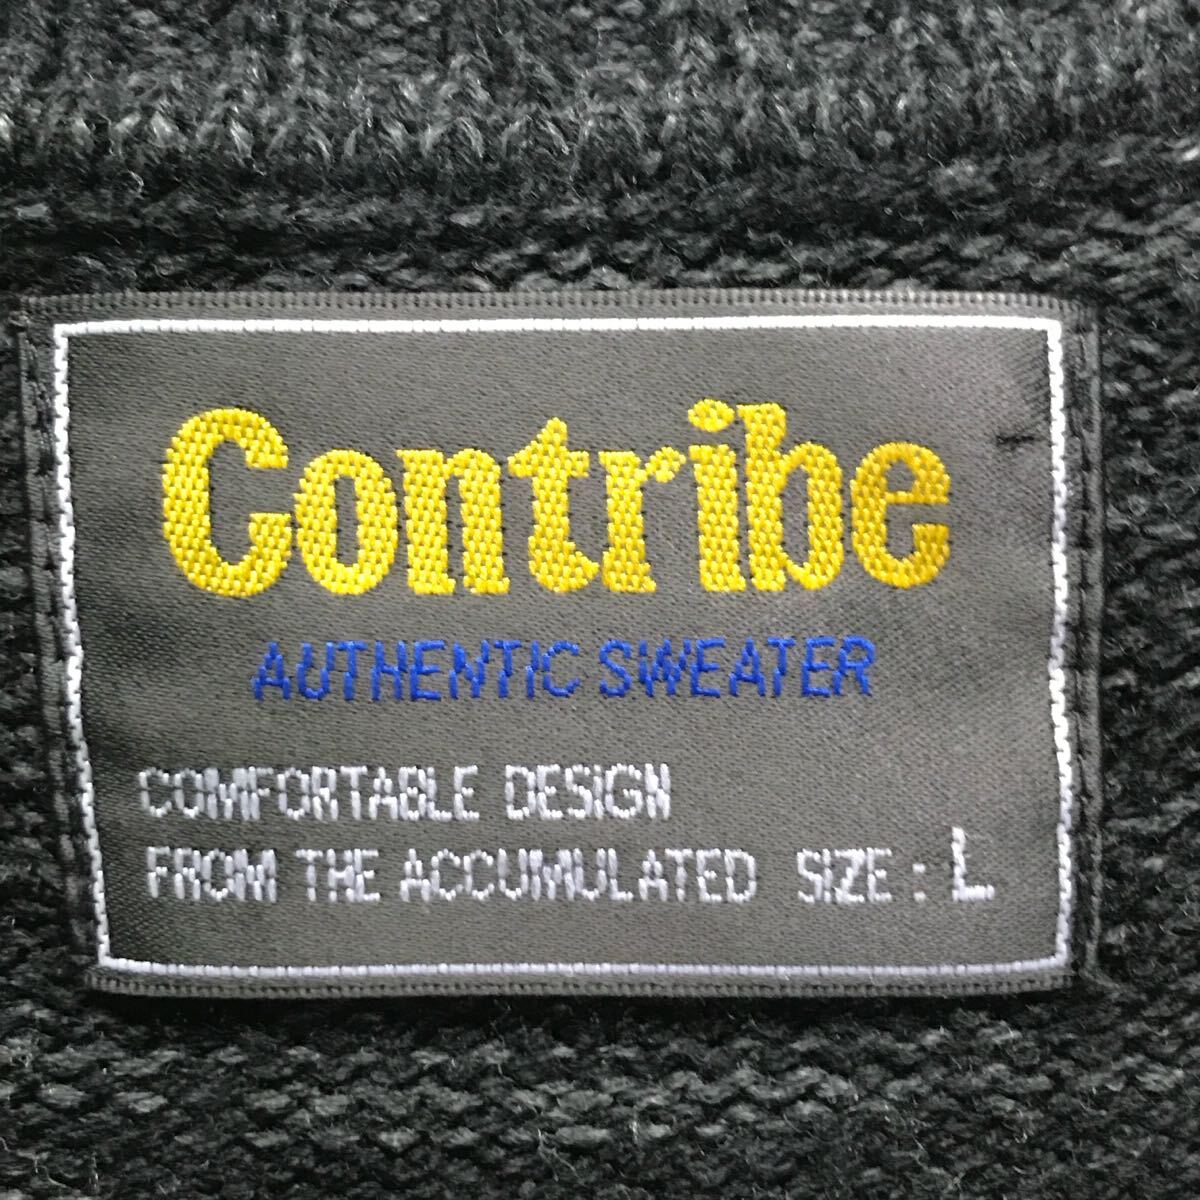 Contribe
AUTHENTIC SWEATER
COMFORTABLE DESIGN
FROM THE ACCUMULATED SIZE : L